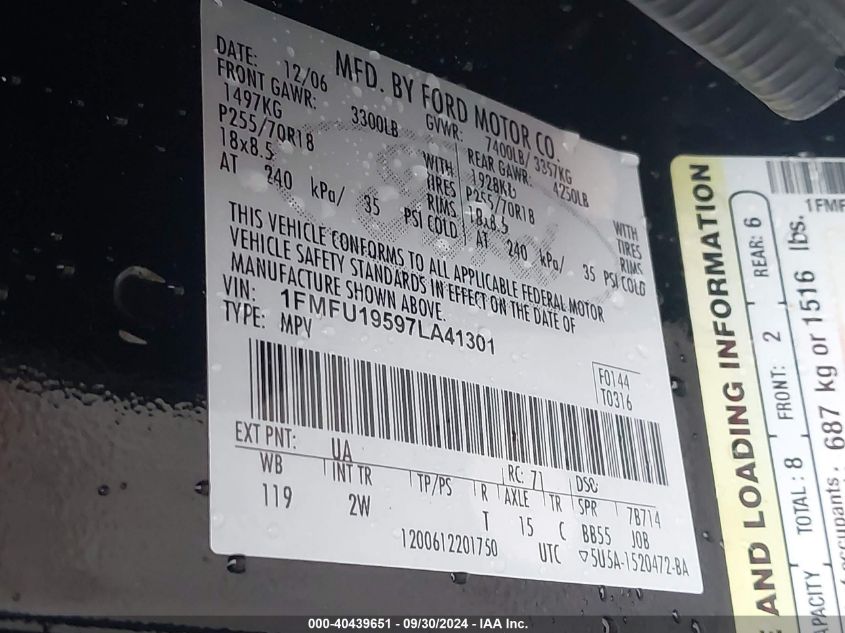 MFD. BY FORD MOTOR CO.
DATE: 12/06 GVWR: 7400LB/ 3357KG
FRONT GAWR: 3300LB REAR GAWR: 4250LB
1497KG WITH 1928KG WITH
P255/70R18 TIRES P255/70R18 TIRES
18x8.5 RIMS 18x8.5 RIMS
AT 240 kPa/ 35 PSI COLD AT 240 kPa/ 35 PSI COLD
THIS VEHICLE CONFORMS TO ALL APPLICABLE FEDERAL MOTOR
VEHICLE SAFETY STANDARDS IN EFFECT ON THE DATE OF
MANUFACTURE SHOWN ABOVE.
VIN: 1FMFU19597LA41301
TYPE: MPV
F0144
T0316
EXT PNT: UA RC: 71 DSO:
WB INT TR TP/PS R AXLE TR SPR 7B714
119 2W T 15 C BB55 JOB
1200612201750 UTC ▽5U5A-1520472-BA
AND LOADING INFORMATION
1FMF
TOTAL: 8 FRONT: 2 REAR: 6
687 kg or 1516 lbs.
000-40439651 - 09/30/2024 - IAA Inc.